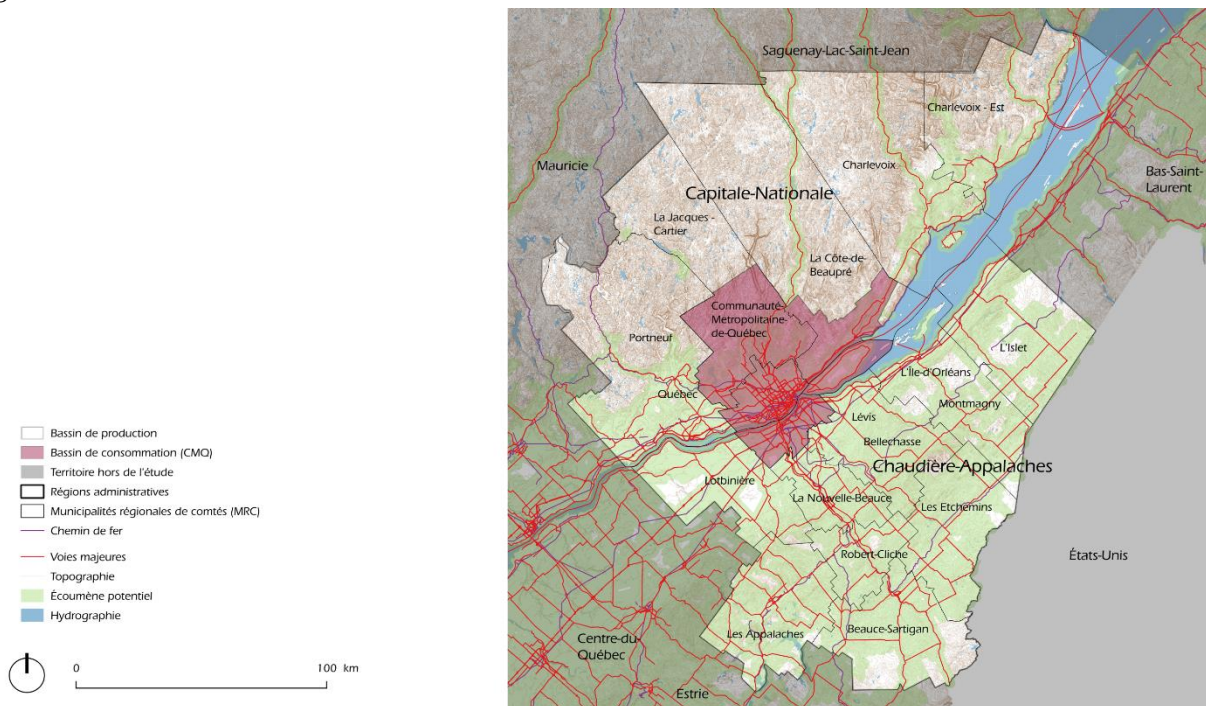 Saguenay-Lac-Saint-Jean
Charlevoix - Est
Mauricie
Charlevoix
Bas-Saint-
Laurent
Capitale-Nationale
La Jacques -
Cartier
La Côte-de-
Beaupré
Communauté-
Metropolitaine-
de-Québec
Portneuf
L'Islet
L'Île-d'Orléans
Québec
Montmagny
Lévis
Bellechasse
Chaudière-Appalaches
Lotbinière
La Nouvelle-Beauce
Les Etchemins
Robert-Cliche
États-Unis
Les Appalaches
Beauce-Sartigan
Centre-du-
Québec
Estrie
Bassin de production
Bassin de consommation (CMQ)
Territoire hors de l'étude
Régions administratives
Municipalités régionales de comtés (MRC)
Chemin de fer
Voies majeures
Topographie
Écoumène potentiel
Hydrographie
0
100 km